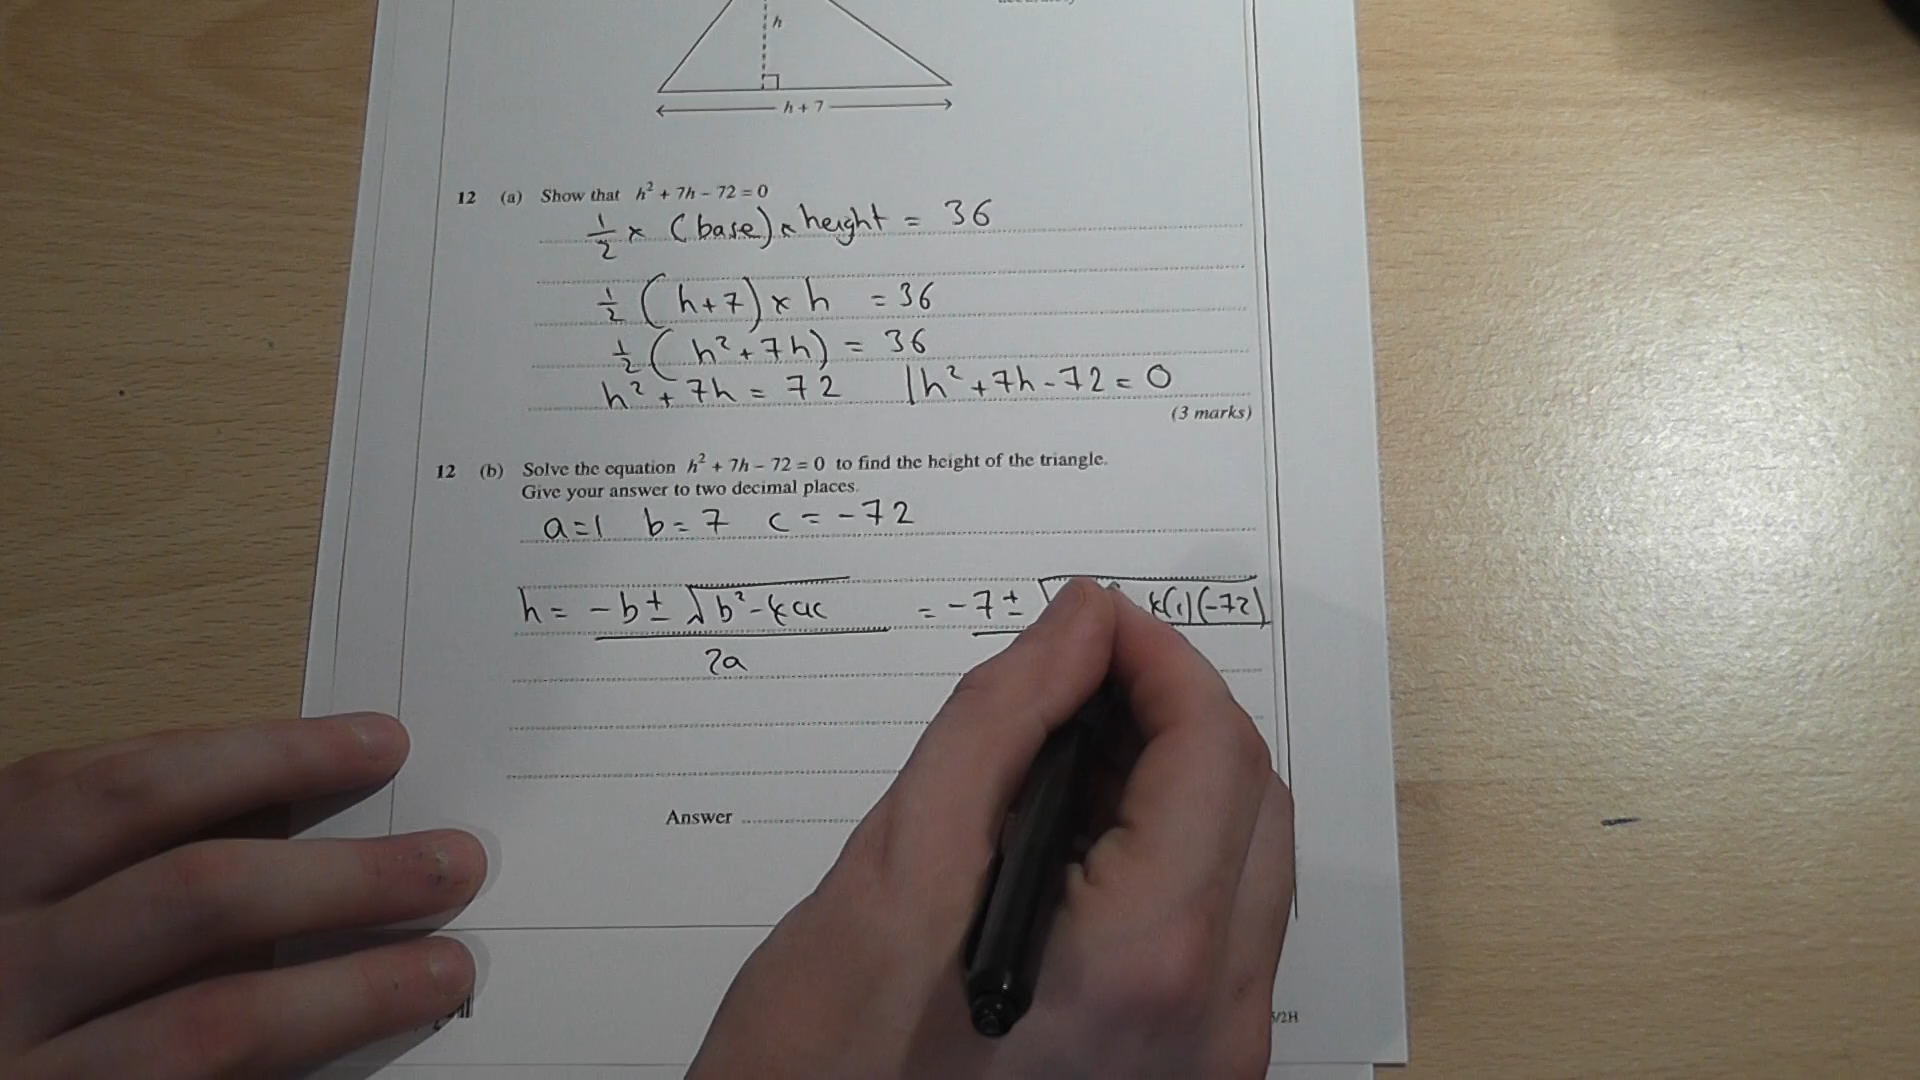 h
h + 7
12 (a) Show that h² + 7h − 72 = 0
1/2 × (base) × height = 36
1/2 (h+7) × h = 36
1/2 (h² + 7h) = 36
h² + 7h = 72 | h² + 7h - 72 = 0
(3 marks)
12 (b) Solve the equation h² + 7h − 72 = 0 to find the height of the triangle.
Give your answer to two decimal places.
a=1 b=7 c=-72
h = -b ± √b²-4ac = -7 ± √ 4(1)(-72)
2a
Answer
/2H